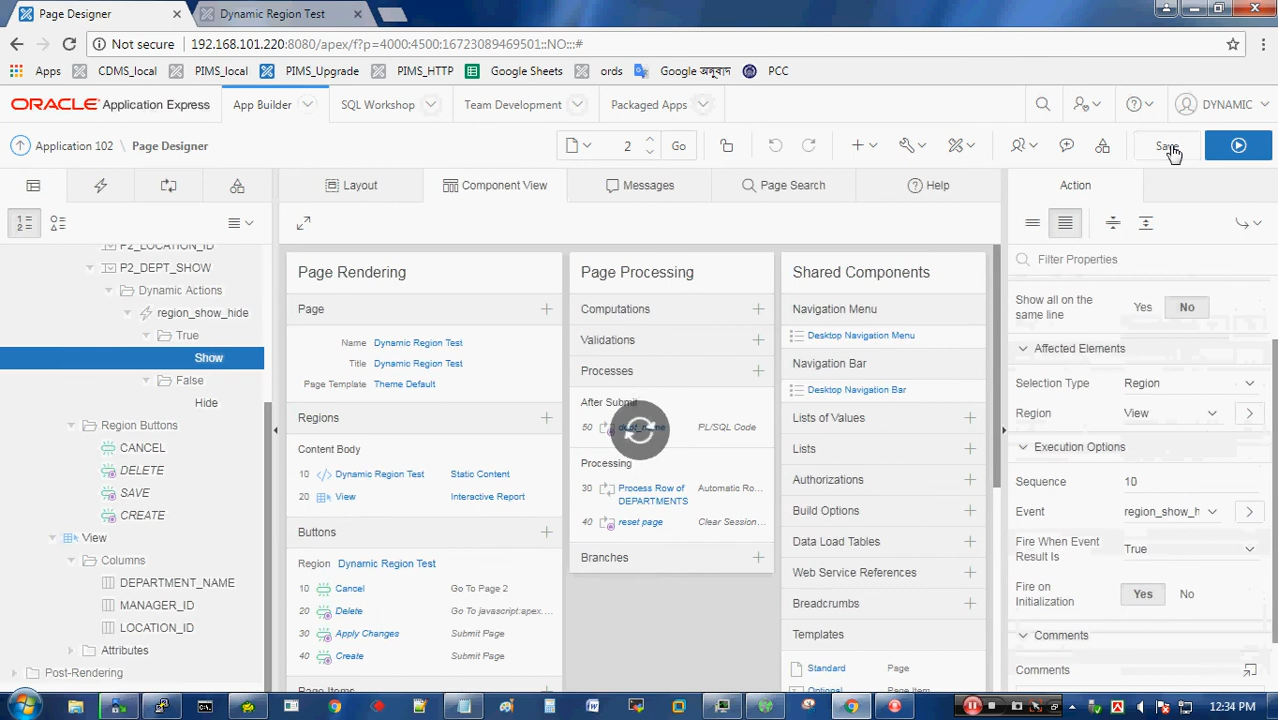 Page Designer
Dynamic Region Test
Not secure
192.168.101.220:8080/apex/f?p=4000:4500:16723089469501::NO:::#
Apps
CDMS_local
PIMS_local
PIMS_Upgrade
PIMS_HTTP
Google Sheets
ords
Google অনুবাদ
PCC
ORACLE Application Express
App Builder
SQL Workshop
Team Development
Packaged Apps
DYNAMIC
Application 102 \ Page Designer
2
Go
Save
Layout
Component View
Messages
Page Search
Help
Action
P2_LOCATION_ID
P2_DEPT_SHOW
Dynamic Actions
region_show_hide
True
Show
False
Hide
Region Buttons
CANCEL
DELETE
SAVE
CREATE
View
Columns
DEPARTMENT_NAME
MANAGER_ID
LOCATION_ID
Attributes
Post-Rendering
Page Rendering
Page
Name Dynamic Region Test
Title Dynamic Region Test
Page Template Theme Default
Regions
Content Body
10 Dynamic Region Test Static Content
20 View Interactive Report
Buttons
Region Dynamic Region Test
10 Cancel Go To Page 2
20 Delete Go To javascript:apex....
30 Apply Changes Submit Page
40 Create Submit Page
Page Items
Page Processing
Computations
Validations
Processes
After Submit
50 PL/SQL Code
Processing
30 Process Row of DEPARTMENTS Automatic Ro...
40 reset page Clear Session...
Branches
Shared Components
Navigation Menu
Desktop Navigation Menu
Navigation Bar
Desktop Navigation Bar
Lists of Values
Lists
Authorizations
Build Options
Data Load Tables
Web Service References
Breadcrumbs
Templates
Standard Page
Optional Page Item
Filter Properties
Show all on the
same line
Yes
No
Affected Elements
Selection Type Region
Region View
Execution Options
Sequence 10
Event region_show_h
Fire When Event
Result Is
True
Fire on
Initialization
Yes
No
Comments
Comments
12:34 PM